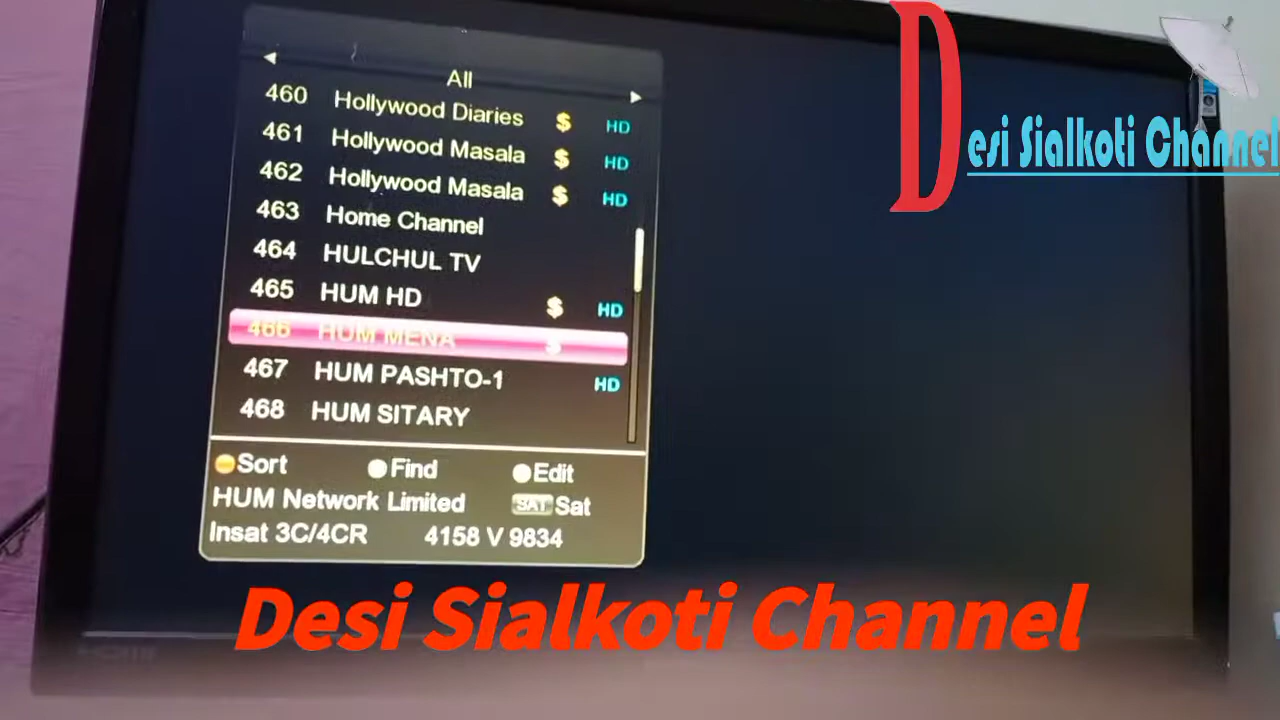 Desi Sialkoti Channel
All
460 Hollywood Diaries $ HD
461 Hollywood Masala $ HD
462 Hollywood Masala $ HD
463 Home Channel
464 HULCHUL TV
465 HUM HD $ HD
466 HUM MENA $
467 HUM PASHTO-1 HD
468 HUM SITARY
Sort Find Edit
HUM Network Limited SAT Sat
Insat 3C/4CR 4158 V 9834
Desi Sialkoti Channel